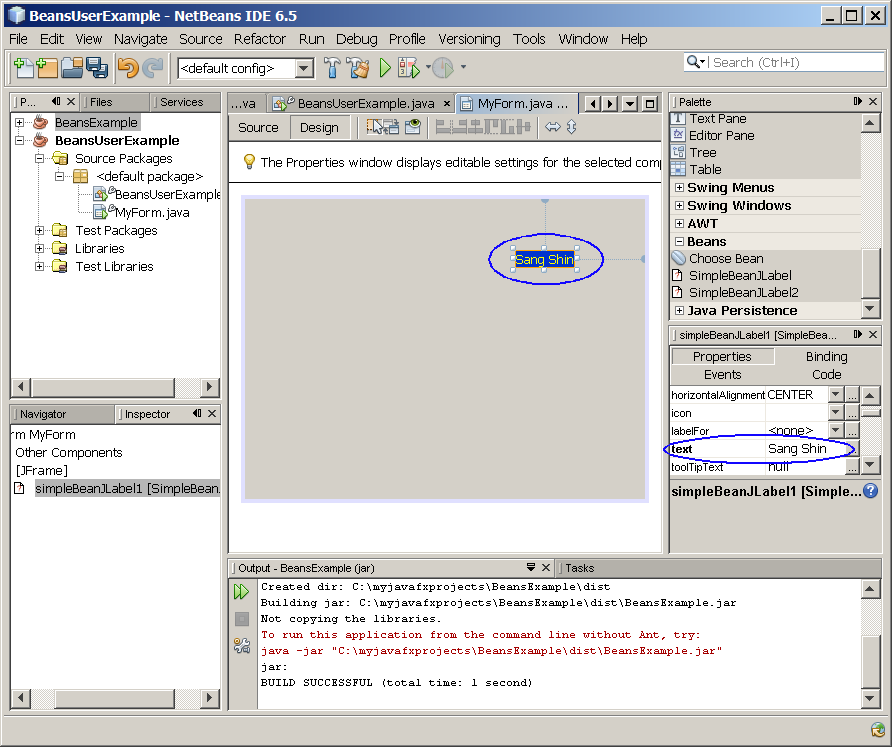 BeansUserExample - NetBeans IDE 6.5
File Edit View Navigate Source Refactor Run Debug Profile Versioning Tools Window Help
<default config>
Search (Ctrl+I)
P... Files Services
BeansExample
BeansUserExample
Source Packages
<default package>
BeansUserExample
MyForm.java
Test Packages
Libraries
Test Libraries
Navigator Inspector
rm MyForm
Other Components
[JFrame]
simpleBeanJLabel1 [SimpleBean
...va BeansUserExample.java MyForm.java ...
Source Design
The Properties window displays editable settings for the selected comp
Sang Shin
Palette
Text Pane
Editor Pane
Tree
Table
Swing Menus
Swing Windows
AWT
Beans
Choose Bean
SimpleBeanJLabel
SimpleBeanJLabel2
Java Persistence
simpleBeanJLabel1 [SimpleBea...
Properties Binding
Events Code
horizontalAlignment CENTER ...
icon ...
labelFor <none> ...
text Sang Shin
toolTipText null ...
simpleBeanJLabel1 [Simple...
Output - BeansExample (jar) Tasks
Created dir: C:\myjavafxprojects\BeansExample\dist
Building jar: C:\myjavafxprojects\BeansExample\dist\BeansExample.jar
Not copying the libraries.
To run this application from the command line without Ant, try:
java -jar "C:\myjavafxprojects\BeansExample\dist\BeansExample.jar"
jar:
BUILD SUCCESSFUL (total time: 1 second)